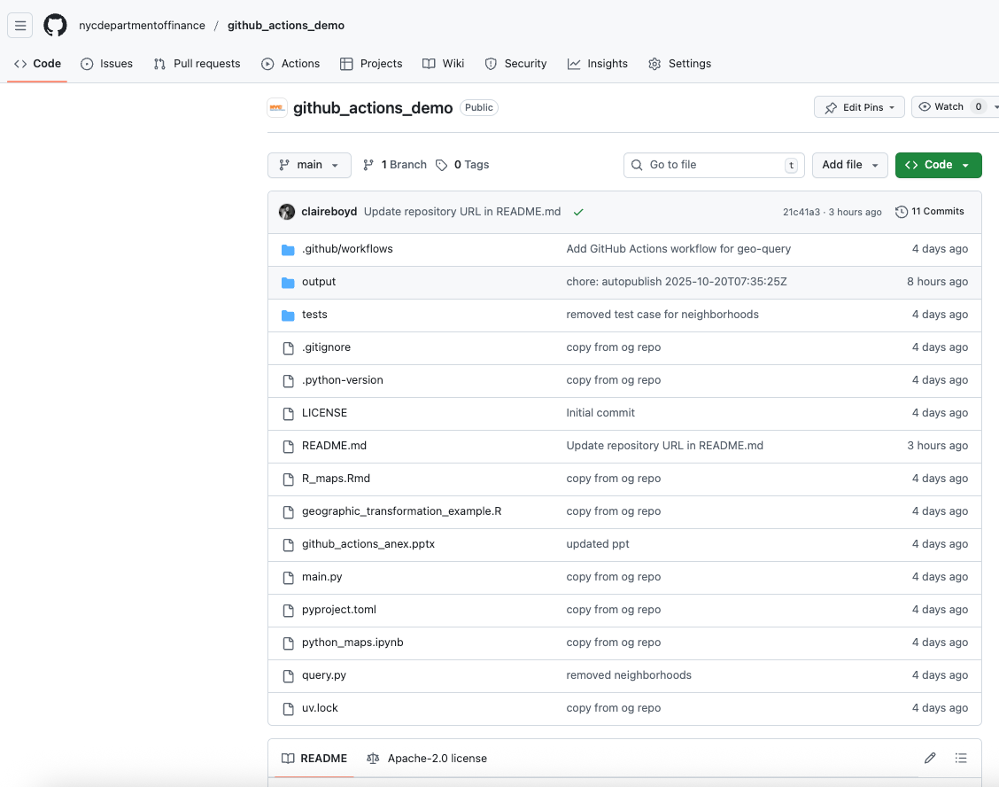 nycdepartmentoffinance / github_actions_demo
Code Issues Pull requests Actions Projects Wiki Security Insights Settings
NYC github_actions_demo Public Edit Pins Watch 0
main 1 Branch 0 Tags Go to file t Add file Code
claireboyd Update repository URL in README.md 21c41a3 · 3 hours ago 11 Commits
.github/workflows Add GitHub Actions workflow for geo-query 4 days ago
output chore: autopublish 2025-10-20T07:35:25Z 8 hours ago
tests removed test case for neighborhoods 4 days ago
.gitignore copy from og repo 4 days ago
.python-version copy from og repo 4 days ago
LICENSE Initial commit 4 days ago
README.md Update repository URL in README.md 3 hours ago
R_maps.Rmd copy from og repo 4 days ago
geographic_transformation_example.R copy from og repo 4 days ago
github_actions_anex.pptx updated ppt 4 days ago
main.py copy from og repo 4 days ago
pyproject.toml copy from og repo 4 days ago
python_maps.ipynb copy from og repo 4 days ago
query.py removed neighborhoods 4 days ago
uv.lock copy from og repo 4 days ago
README Apache-2.0 license